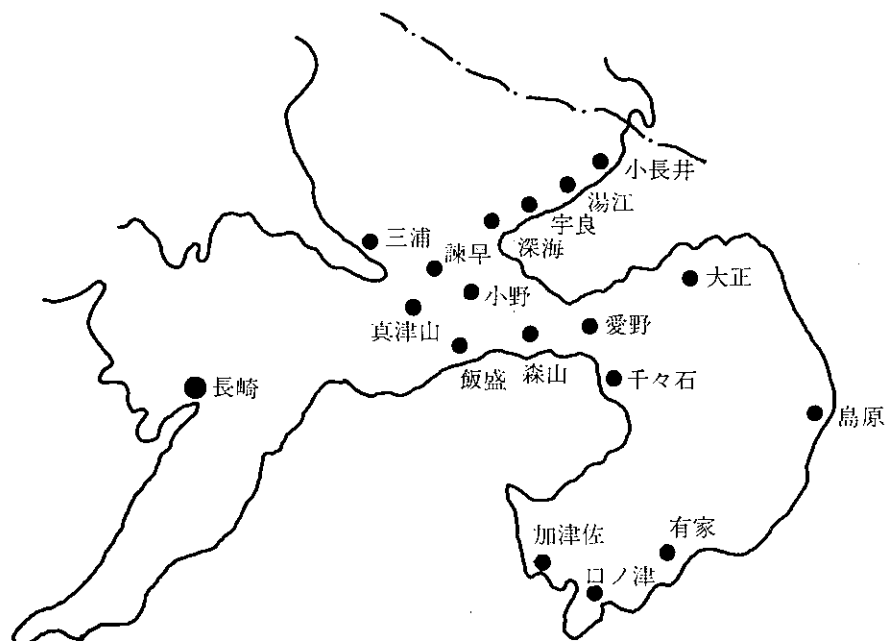 小長井
湯江
宇良
深海
三浦
諫早
小野
大正
真津山
愛野
飯盛
森山
千々石
長崎
島原
加津佐
有家
口ノ津